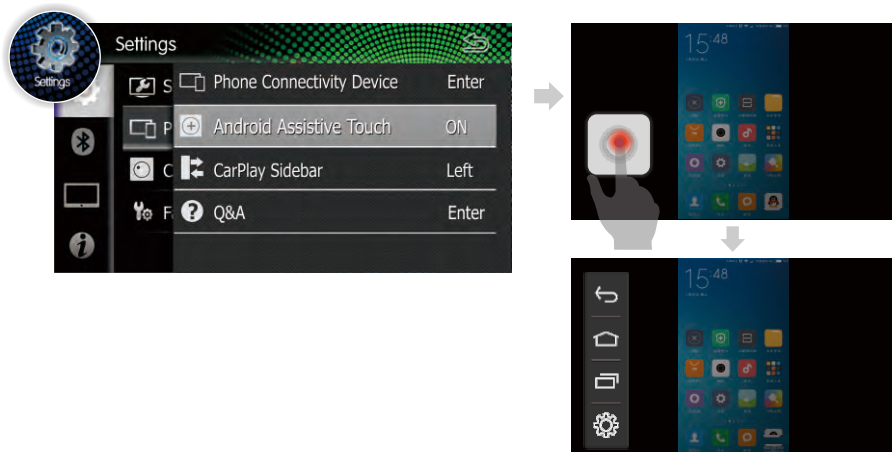 Settings
Settings
S
Phone Connectivity Device Enter
P
Android Assistive Touch ON
C
CarPlay Sidebar Left
F
Q&A Enter
15:48
15:48